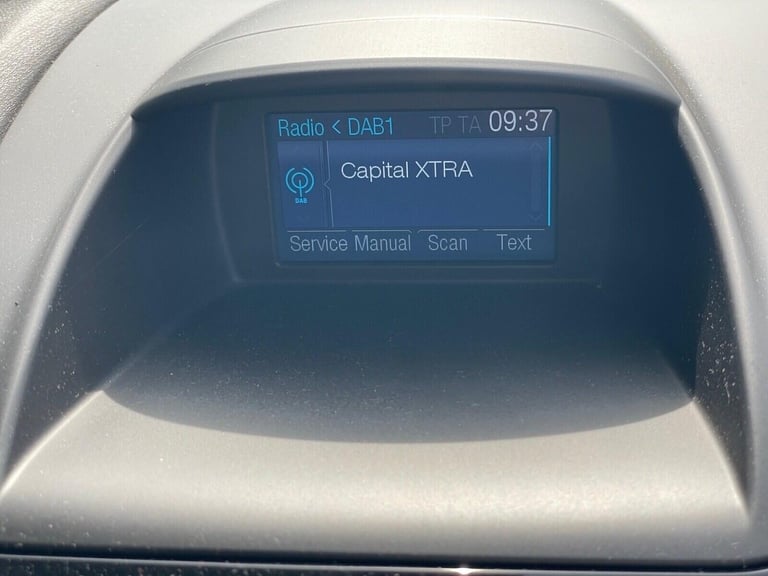 Radio < DAB1 TP TA 09:37
DAB
Capital XTRA
Service Manual Scan Text